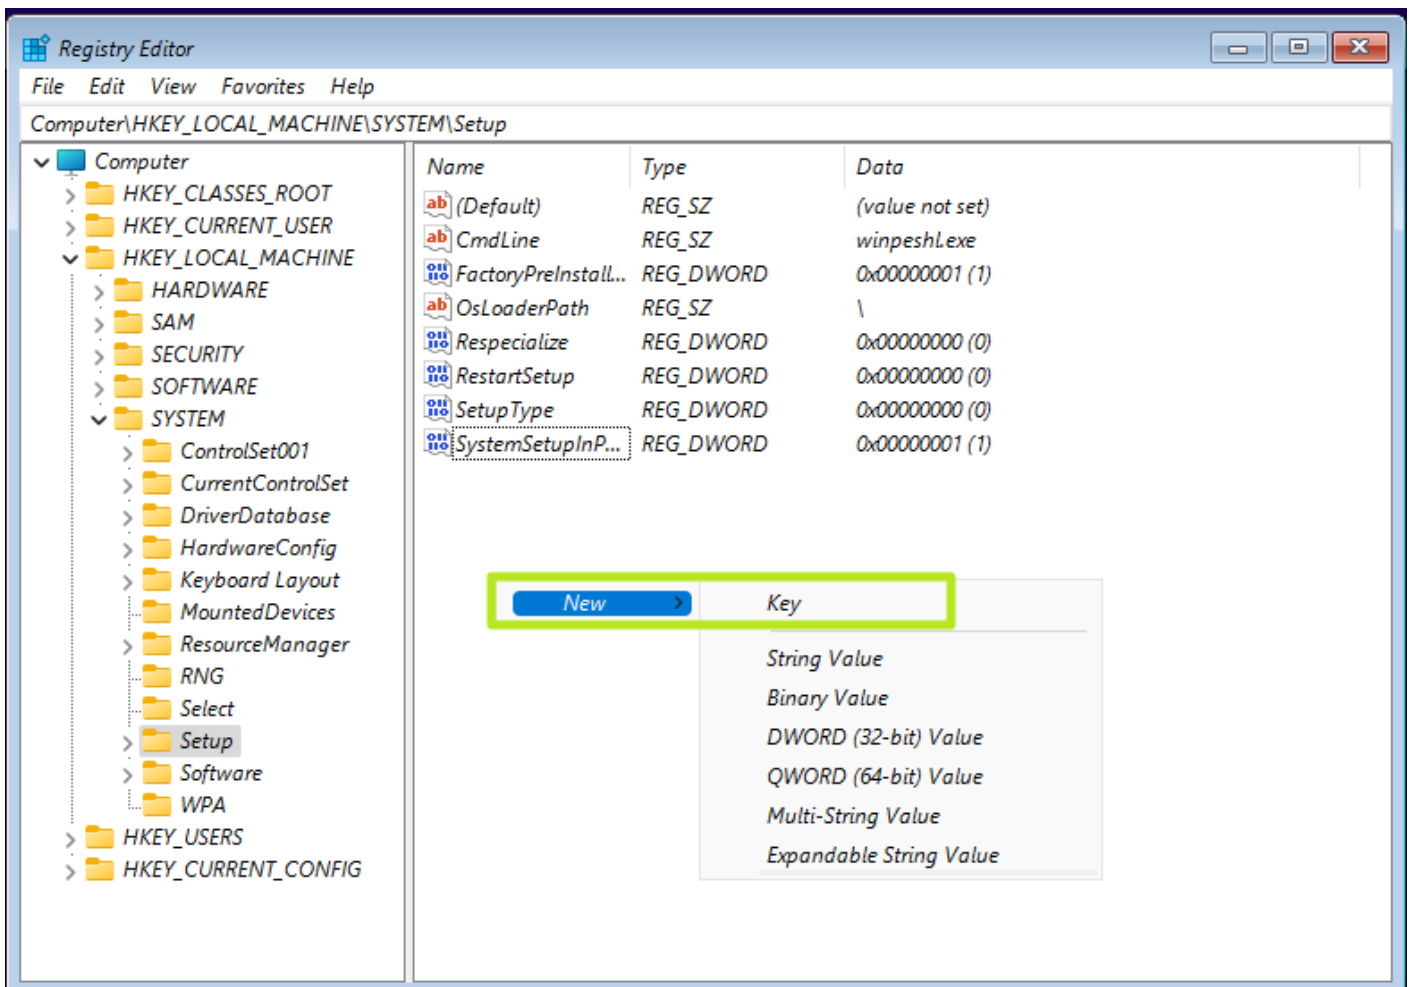 Registry Editor
File Edit View Favorites Help
Computer\HKEY_LOCAL_MACHINE\SYSTEM\Setup
Computer
HKEY_CLASSES_ROOT
HKEY_CURRENT_USER
HKEY_LOCAL_MACHINE
HARDWARE
SAM
SECURITY
SOFTWARE
SYSTEM
ControlSet001
CurrentControlSet
DriverDatabase
HardwareConfig
Keyboard Layout
MountedDevices
ResourceManager
RNG
Select
Setup
Software
WPA
HKEY_USERS
HKEY_CURRENT_CONFIG
Name Type Data
(Default) REG_SZ (value not set)
CmdLine REG_SZ winpeshl.exe
FactoryPreInstall... REG_DWORD 0x00000001 (1)
OsLoaderPath REG_SZ \
Respecialize REG_DWORD 0x00000000 (0)
RestartSetup REG_DWORD 0x00000000 (0)
SetupType REG_DWORD 0x00000000 (0)
SystemSetupInP... REG_DWORD 0x00000001 (1)
New > Key
String Value
Binary Value
DWORD (32-bit) Value
QWORD (64-bit) Value
Multi-String Value
Expandable String Value